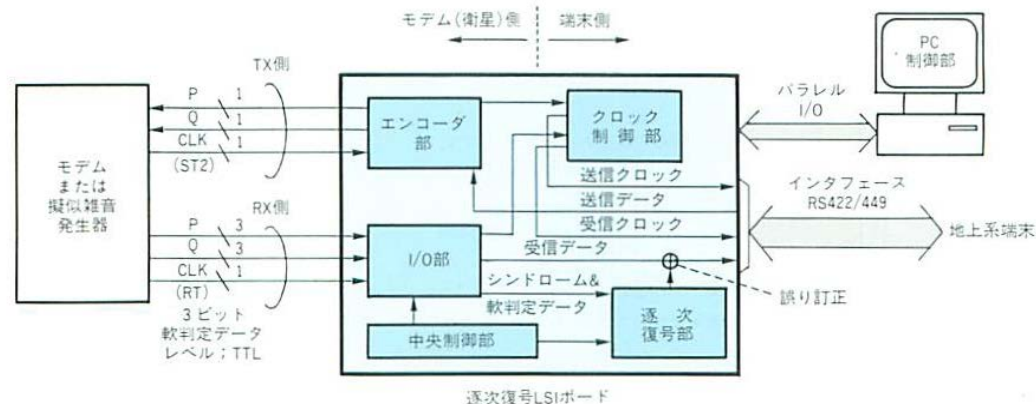 モデム(衛星)側
端末側
TX側
P 1
Q 1
CLK 1
(ST2)
モデム
または
擬似雑音
発生器
RX側
P 3
Q 3
CLK 1
(RT)
3ビット
軟判定データ
レベル;TTL
エンコーダ
部
クロック
制御部
送信クロック
送信データ
受信クロック
受信データ
I/O部
シンドローム&
軟判定データ
中央制御部
逐次
復号部
誤り訂正
PC
制御部
パラレル
I/O
インタフェース
RS422/449
地上系端末
逐次復号LSIボード